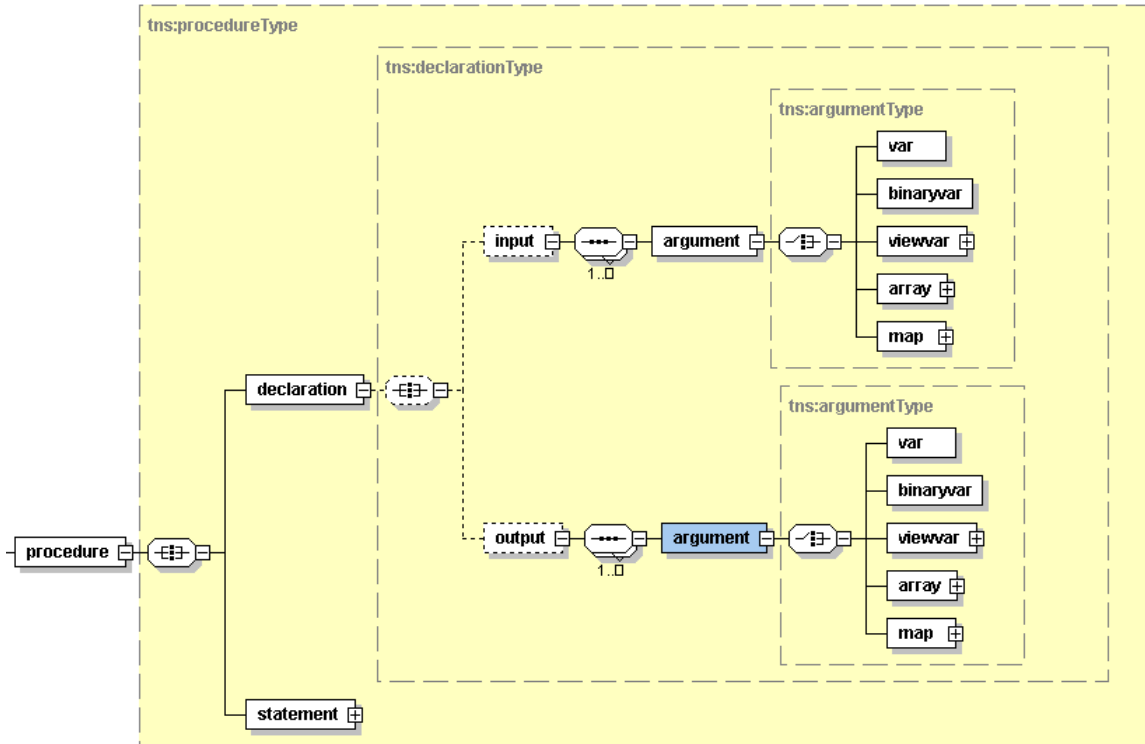 tns:procedureType
tns:declarationType
tns:argumentType
var
binaryvar
viewvar
array
map
input
argument
1..
declaration
tns:argumentType
var
binaryvar
viewvar
array
map
output
argument
1..
procedure
statement